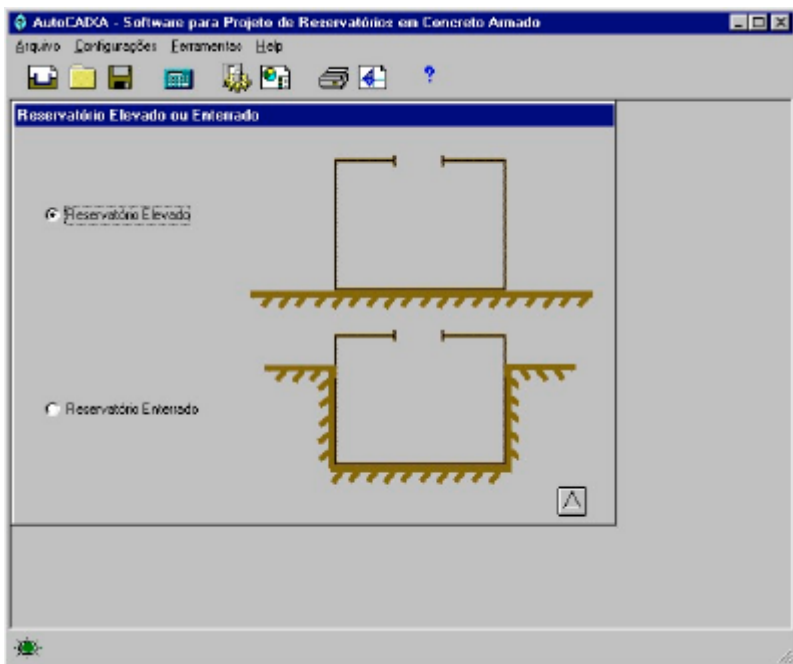 AutoCAIXA - Software para Projeto de Reservatórios em Concreto Armado
Arquivo Configurações Ferramentas Help
Reservatório Elevado ou Enterrado
Reservatório Elevado
Reservatório Enterrado